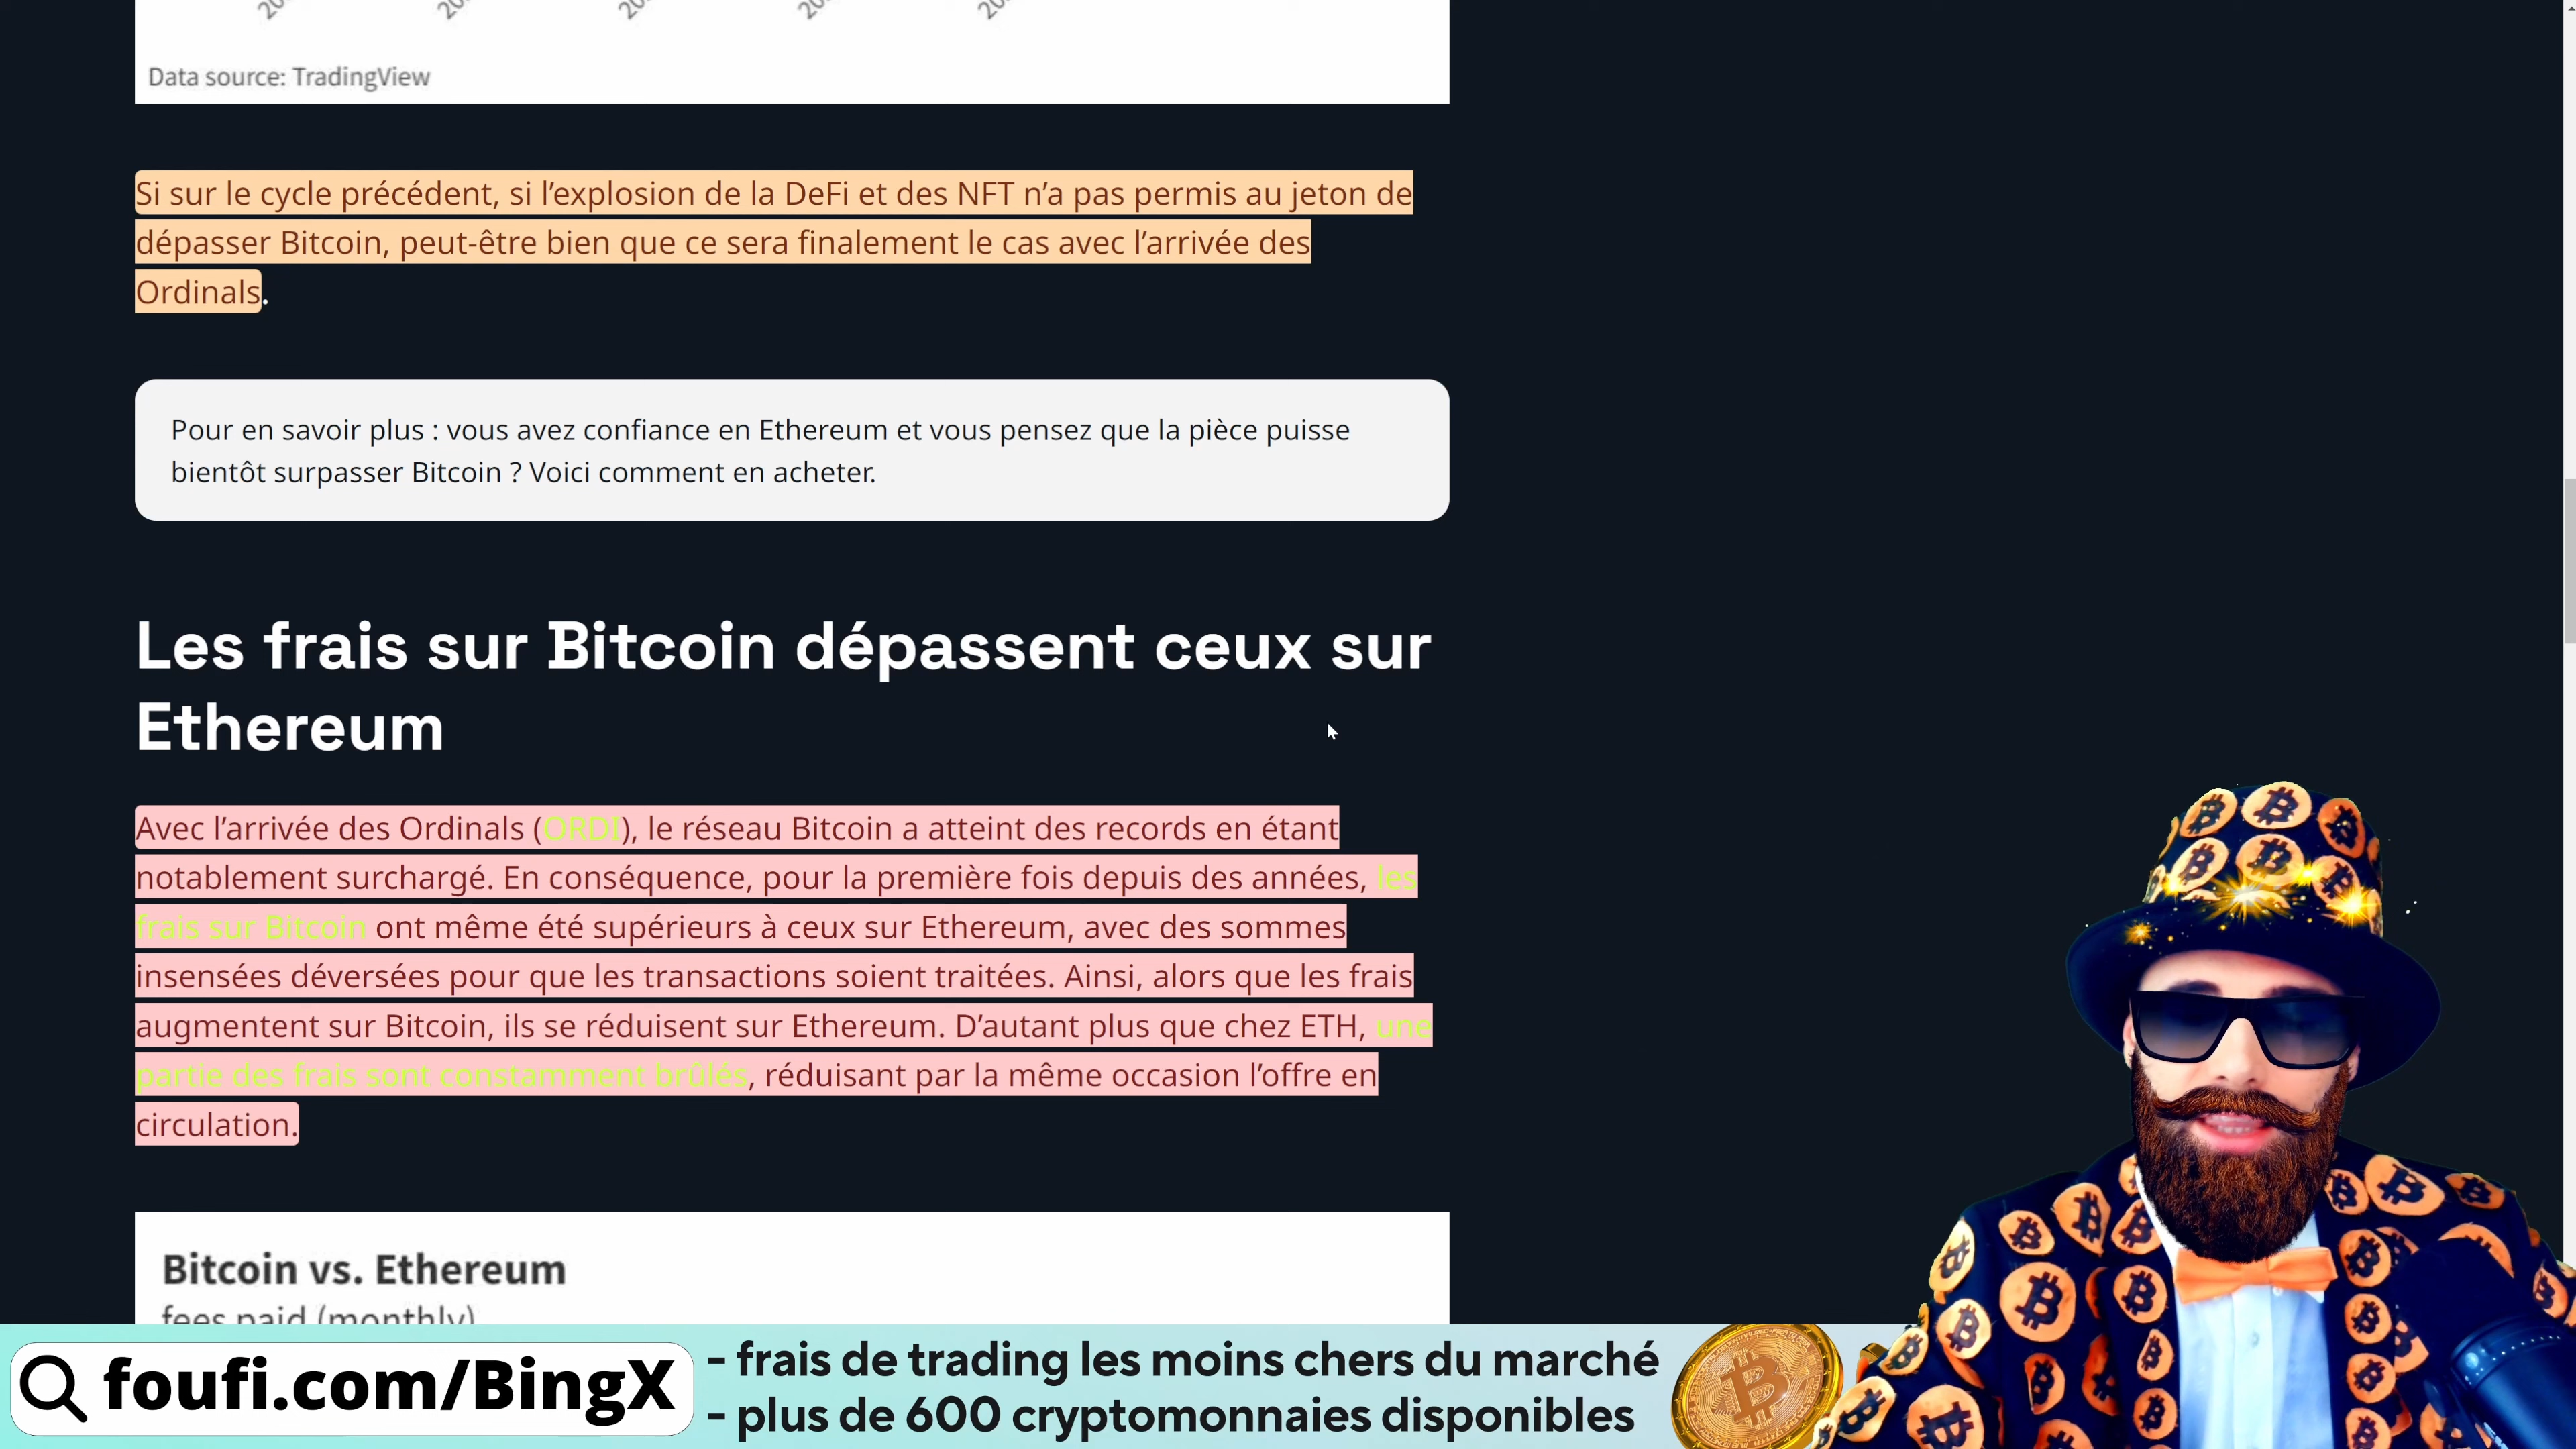 Data source: TradingView
Si sur le cycle précédent, si l’explosion de la DeFi et des NFT n’a pas permis au jeton de
dépasser Bitcoin, peut-être bien que ce sera finalement le cas avec l’arrivée des
Ordinals.
Pour en savoir plus : vous avez confiance en Ethereum et vous pensez que la pièce puisse
bientôt surpasser Bitcoin ? Voici comment en acheter.
Les frais sur Bitcoin dépassent ceux sur
Ethereum
Avec l’arrivée des Ordinals (ORDI), le réseau Bitcoin a atteint des records en étant
notablement surchargé. En conséquence, pour la première fois depuis des années, les
frais sur Bitcoin ont même été supérieurs à ceux sur Ethereum, avec des sommes
insensées déversées pour que les transactions soient traitées. Ainsi, alors que les frais
augmentent sur Bitcoin, ils se réduisent sur Ethereum. D’autant plus que chez ETH, une
partie des frais sont constamment brûlés, réduisant par la même occasion l’offre en
circulation.
Bitcoin vs. Ethereum
fees paid (monthly)
foufi.com/BingX
- frais de trading les moins chers du marché
- plus de 600 cryptomonnaies disponibles